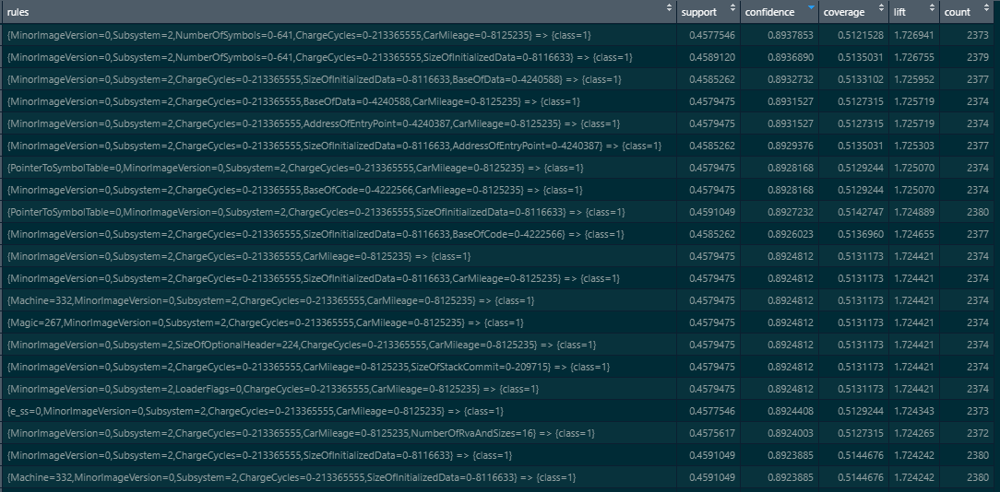 rules support confidence coverage lift count
{MinorImageVersion=0,Subsystem=2,NumberOfSymbols=0-641,ChargeCycles=0-213365555,CarMileage=0-8125235} => {class=1} 0.4577546 0.8937853 0.5121528 1.726941 2373
{MinorImageVersion=0,Subsystem=2,NumberOfSymbols=0-641,ChargeCycles=0-213365555,SizeOfInitializedData=0-8116633} => {class=1} 0.4589120 0.8936890 0.5135031 1.726755 2379
{MinorImageVersion=0,Subsystem=2,ChargeCycles=0-213365555,SizeOfInitializedData=0-8116633,BaseOfData=0-4240588} => {class=1} 0.4585262 0.8932732 0.5133102 1.725952 2377
{MinorImageVersion=0,Subsystem=2,ChargeCycles=0-213365555,BaseOfData=0-4240588,CarMileage=0-8125235} => {class=1} 0.4579475 0.8931527 0.5127315 1.725719 2374
{MinorImageVersion=0,Subsystem=2,ChargeCycles=0-213365555,AddressOfEntryPoint=0-4240387,CarMileage=0-8125235} => {class=1} 0.4579475 0.8931527 0.5127315 1.725719 2374
{MinorImageVersion=0,Subsystem=2,ChargeCycles=0-213365555,SizeOfInitializedData=0-8116633,AddressOfEntryPoint=0-4240387} => {class=1} 0.4585262 0.8929376 0.5135031 1.725303 2377
{PointerToSymbolTable=0,MinorImageVersion=0,Subsystem=2,ChargeCycles=0-213365555,CarMileage=0-8125235} => {class=1} 0.4579475 0.8928168 0.5129244 1.725070 2374
{MinorImageVersion=0,Subsystem=2,ChargeCycles=0-213365555,BaseOfCode=0-4222566,CarMileage=0-8125235} => {class=1} 0.4579475 0.8928168 0.5129244 1.725070 2374
{PointerToSymbolTable=0,MinorImageVersion=0,Subsystem=2,ChargeCycles=0-213365555,SizeOfInitializedData=0-8116633} => {class=1} 0.4591049 0.8927232 0.5142747 1.724889 2380
{MinorImageVersion=0,Subsystem=2,ChargeCycles=0-213365555,SizeOfInitializedData=0-8116633,BaseOfCode=0-4222566} => {class=1} 0.4585262 0.8926023 0.5136960 1.724655 2377
{MinorImageVersion=0,Subsystem=2,ChargeCycles=0-213365555,CarMileage=0-8125235} => {class=1} 0.4579475 0.8924812 0.5131173 1.724421 2374
{MinorImageVersion=0,Subsystem=2,ChargeCycles=0-213365555,SizeOfInitializedData=0-8116633,CarMileage=0-8125235} => {class=1} 0.4579475 0.8924812 0.5131173 1.724421 2374
{Machine=332,MinorImageVersion=0,Subsystem=2,ChargeCycles=0-213365555,CarMileage=0-8125235} => {class=1} 0.4579475 0.8924812 0.5131173 1.724421 2374
{Magic=267,MinorImageVersion=0,Subsystem=2,ChargeCycles=0-213365555,CarMileage=0-8125235} => {class=1} 0.4579475 0.8924812 0.5131173 1.724421 2374
{MinorImageVersion=0,Subsystem=2,SizeOfOptionalHeader=224,ChargeCycles=0-213365555,CarMileage=0-8125235} => {class=1} 0.4579475 0.8924812 0.5131173 1.724421 2374
{MinorImageVersion=0,Subsystem=2,ChargeCycles=0-213365555,CarMileage=0-8125235,SizeOfStackCommit=0-209715} => {class=1} 0.4579475 0.8924812 0.5131173 1.724421 2374
{MinorImageVersion=0,Subsystem=2,LoaderFlags=0,ChargeCycles=0-213365555,CarMileage=0-8125235} => {class=1} 0.4579475 0.8924812 0.5131173 1.724421 2374
{e_ss=0,MinorImageVersion=0,Subsystem=2,ChargeCycles=0-213365555,CarMileage=0-8125235} => {class=1} 0.4577546 0.8924408 0.5129244 1.724343 2373
{MinorImageVersion=0,Subsystem=2,ChargeCycles=0-213365555,CarMileage=0-8125235,NumberOfRvaAndSizes=16} => {class=1} 0.4575617 0.8924003 0.5127315 1.724265 2372
{MinorImageVersion=0,Subsystem=2,ChargeCycles=0-213365555,SizeOfInitializedData=0-8116633} => {class=1} 0.4591049 0.8923885 0.5144676 1.724242 2380
{Machine=332,MinorImageVersion=0,Subsystem=2,ChargeCycles=0-213365555,SizeOfInitializedData=0-8116633} => {class=1} 0.4591049 0.8923885 0.5144676 1.724242 2380